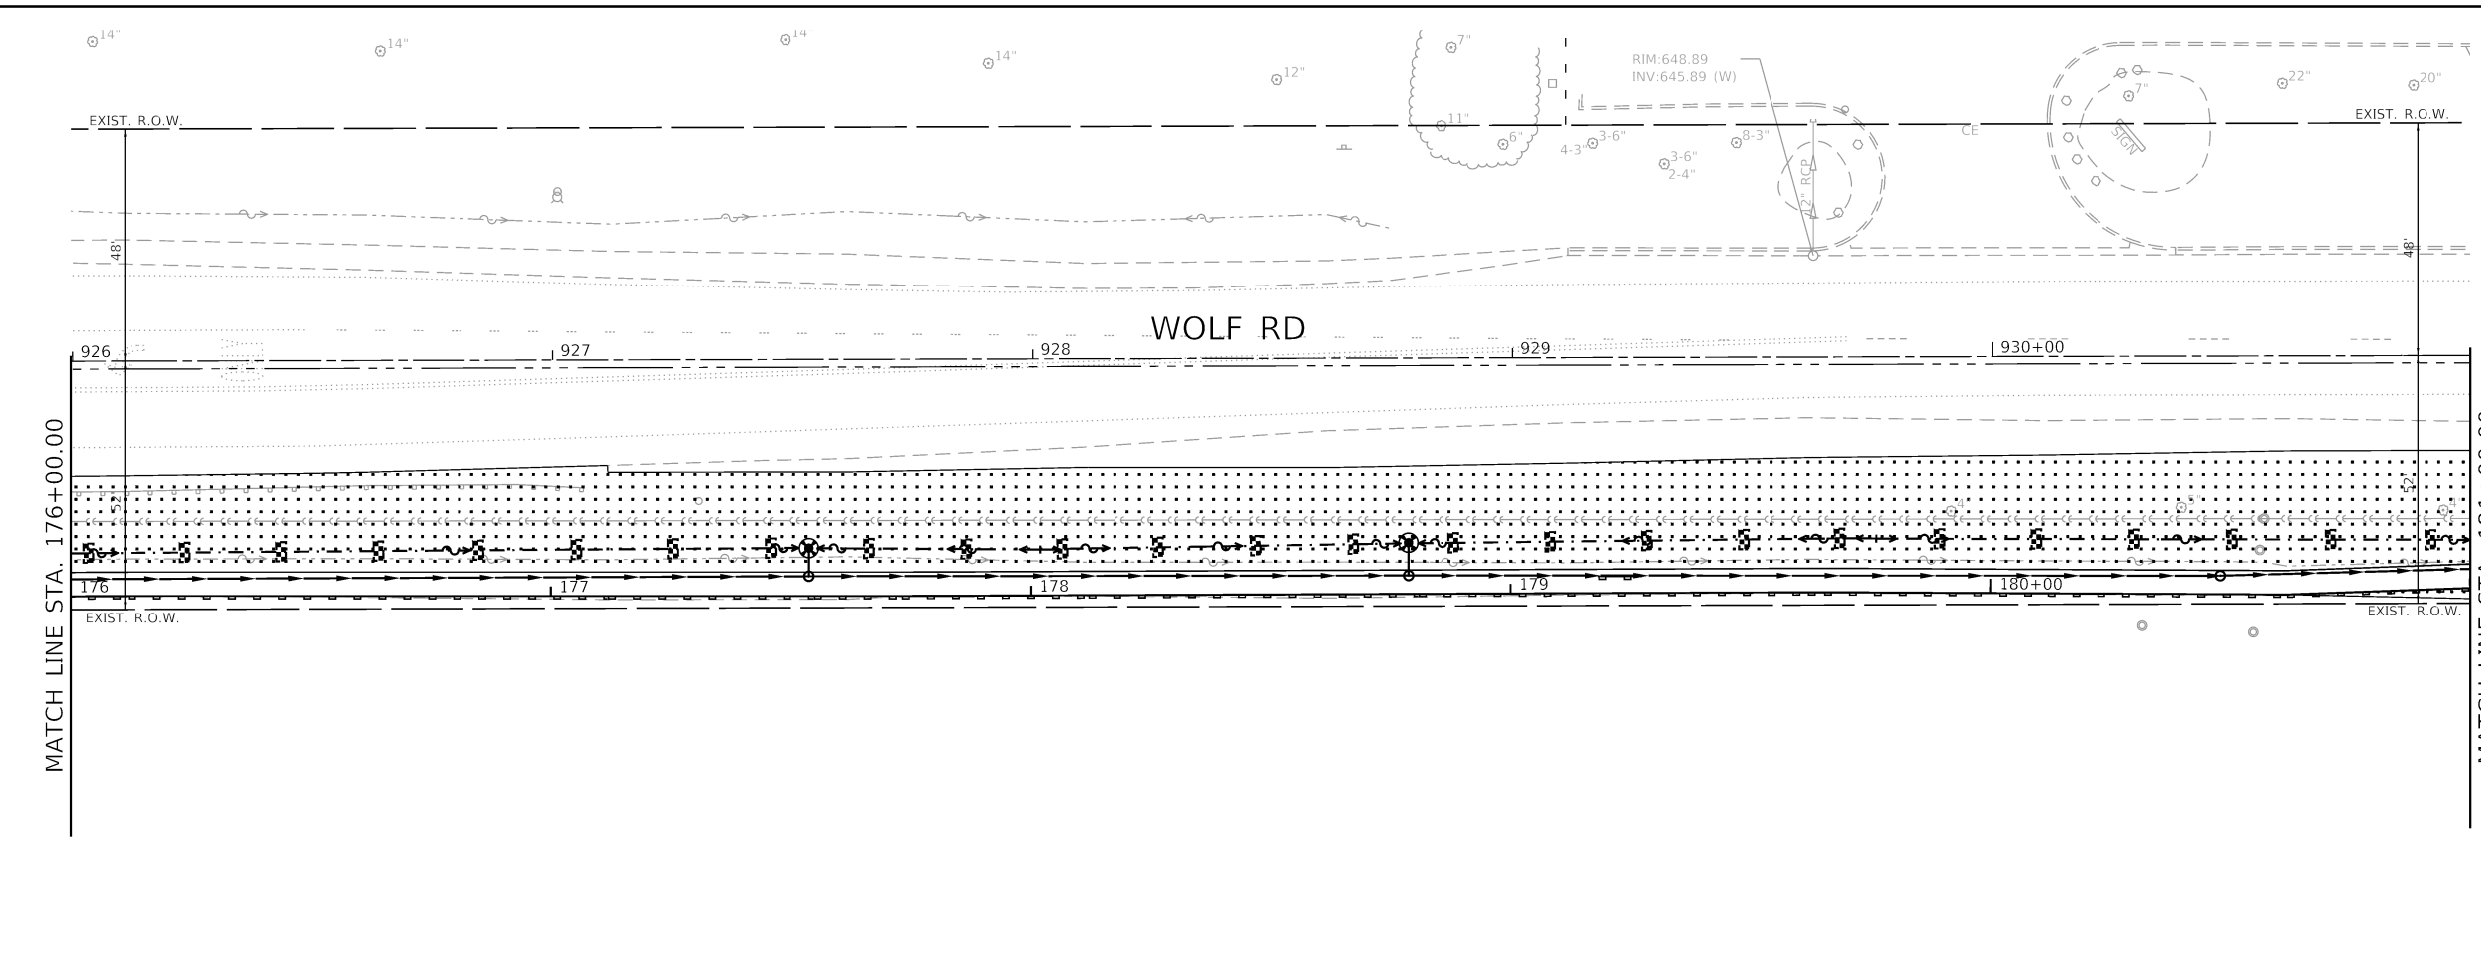 14"
14"
14"
14"
12"
7"
RIM:648.89
INV:645.89 (W)
22"
20"
7"
EXIST. R.O.W.
EXIST. R.O.W.
11"
6"
4-3"
3-6"
3-6"
2-4"
8-3"
CE
SIGN
12" RCP
48'
48'
WOLF RD
926
927
928
929
930+00
MATCH LINE STA. 176+00.00
52'
52'
5"
176
177
178
179
180+00
EXIST. R.O.W.
EXIST. R.O.W.